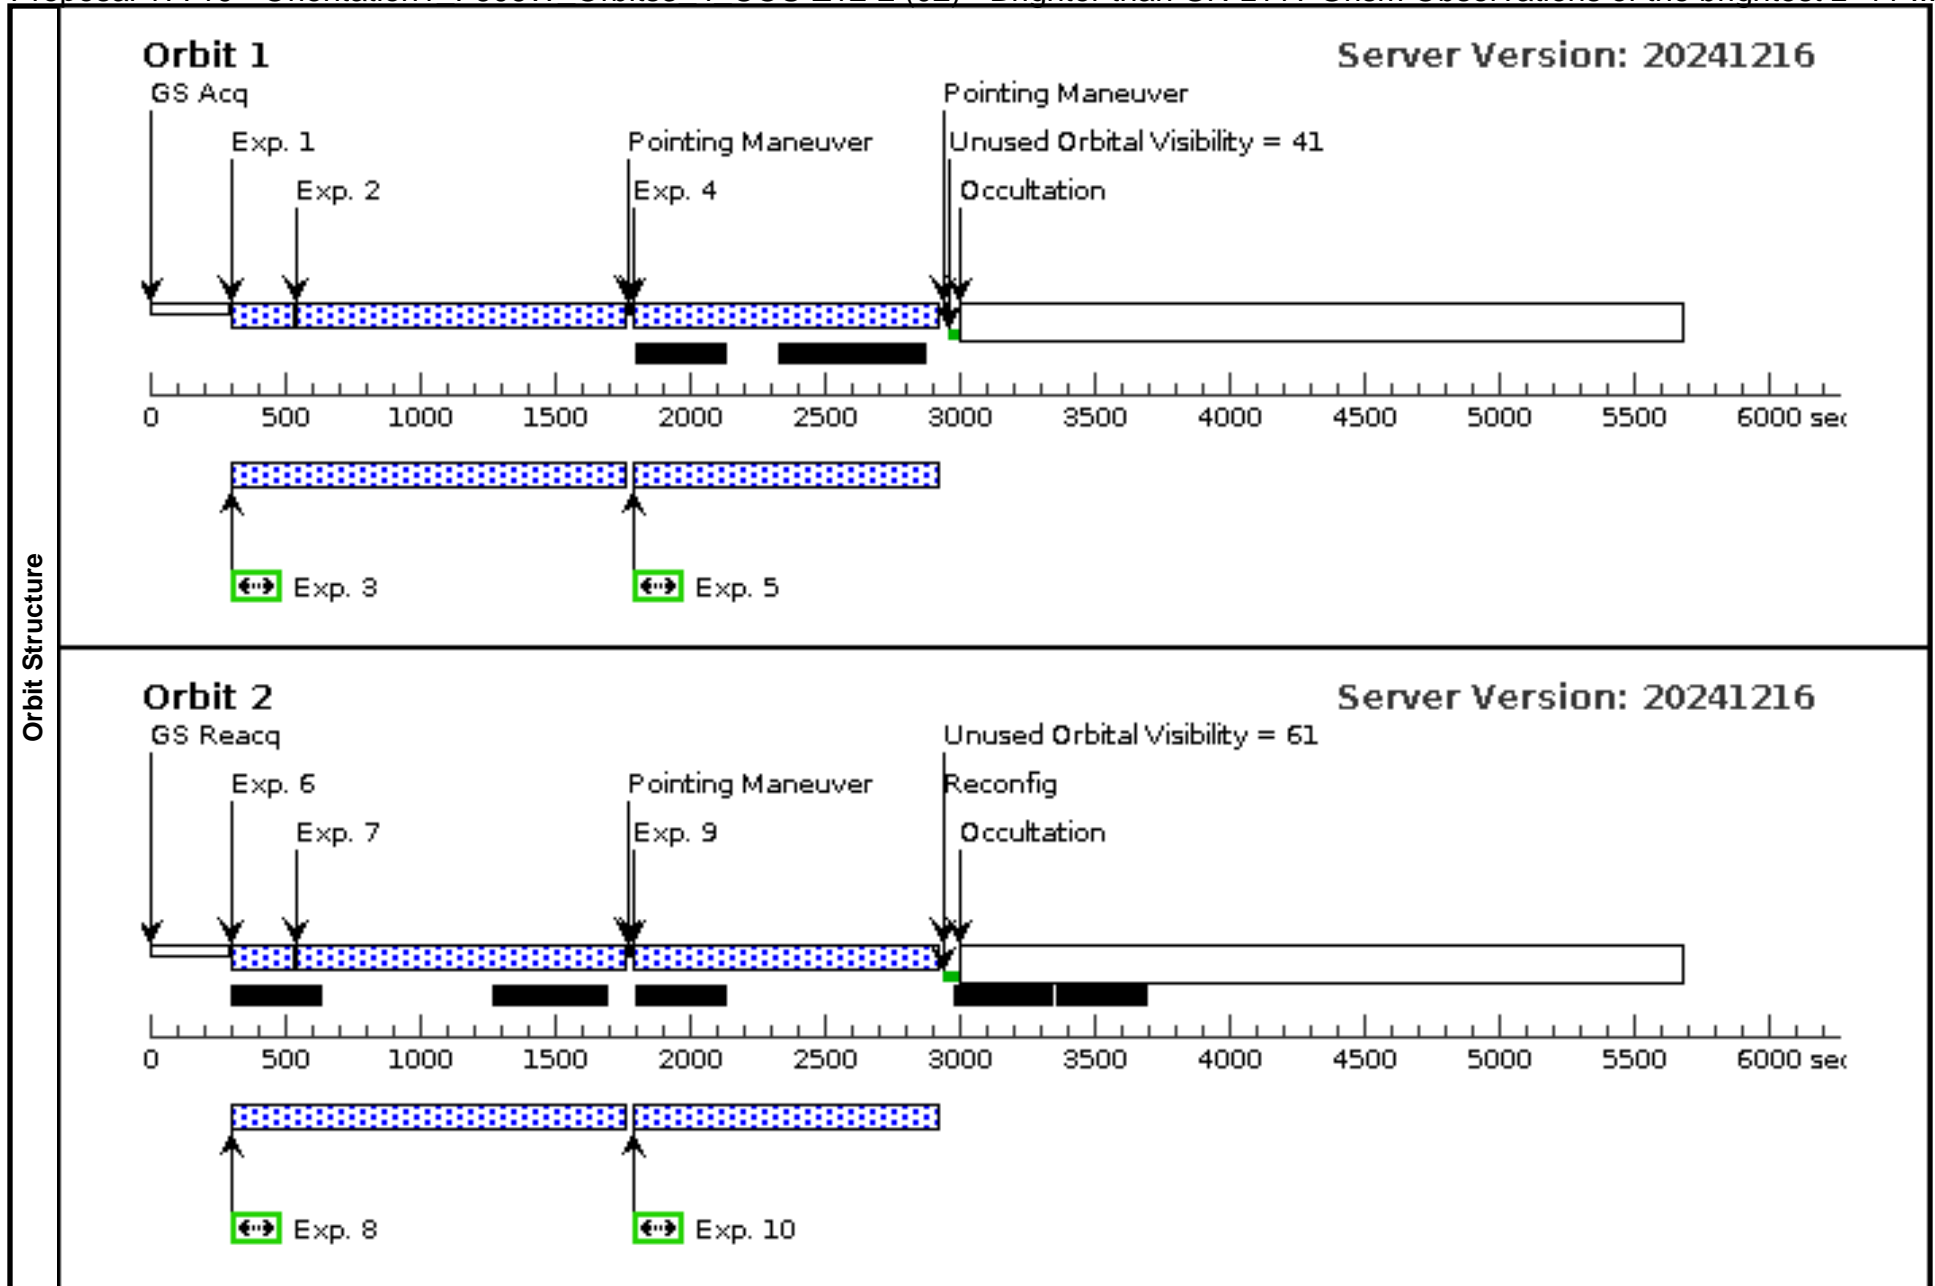 Orbit 1
Server Version: 20241216
GS Acq
Pointing Maneuver
Exp. 1
Pointing Maneuver
Unused Orbital Visibility = 41
Exp. 2
Exp. 4
Occultation
0 500 1000 1500 2000 2500 3000 3500 4000 4500 5000 5500 6000 sec
Exp. 3
Exp. 5
Orbit Structure
Orbit 2
Server Version: 20241216
GS Reacq
Unused Orbital Visibility = 61
Exp. 6
Pointing Maneuver
Reconfig
Exp. 7
Exp. 9
Occultation
0 500 1000 1500 2000 2500 3000 3500 4000 4500 5000 5500 6000 sec
Exp. 8
Exp. 10